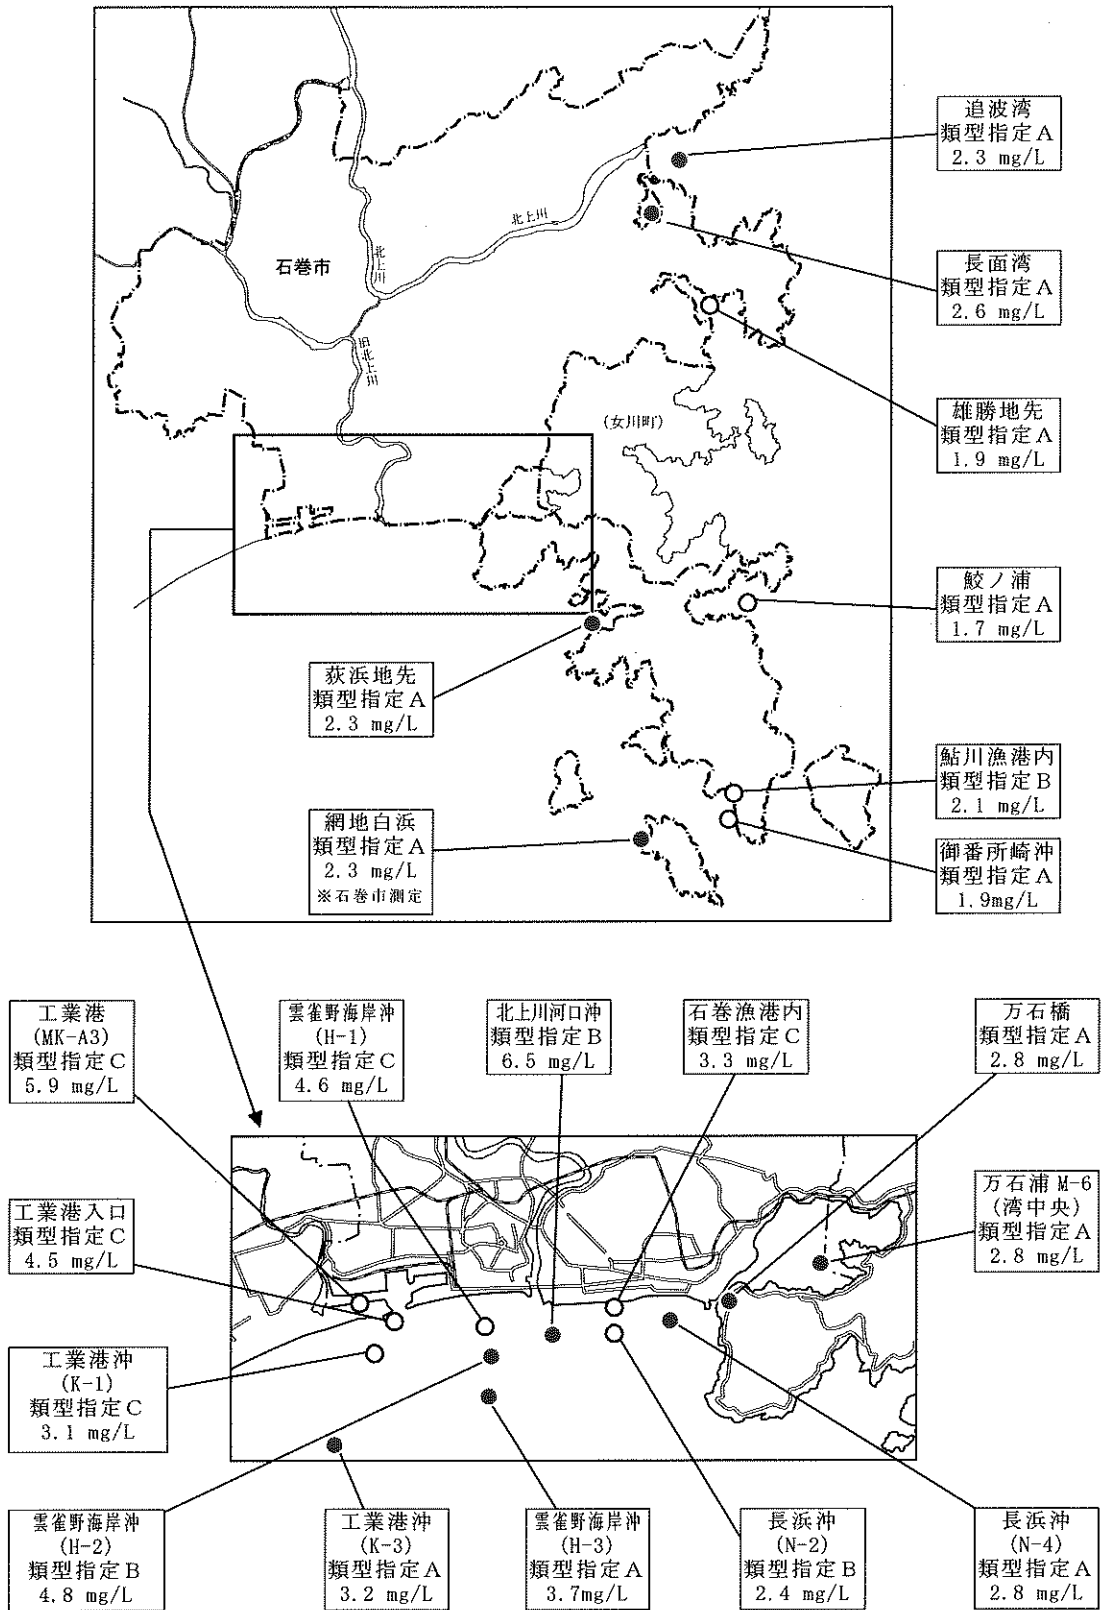 追波湾
類型指定A
2.3 mg/L
長面湾
類型指定A
2.6 mg/L
雄勝地先
類型指定A
1.9 mg/L
鮫ノ浦
類型指定A
1.7 mg/L
鮎川漁港内
類型指定B
2.1 mg/L
御番所崎沖
類型指定A
1.9mg/L
北上川
北上川
石巻市
旧北上川
(女川町)
荻浜地先
類型指定A
2.3 mg/L
網地白浜
類型指定A
2.3 mg/L
※石巻市測定
工業港
(MK-A3)
類型指定C
5.9 mg/L
雲雀野海岸沖
(H-1)
類型指定C
4.6 mg/L
北上川河口沖
類型指定B
6.5 mg/L
石巻漁港内
類型指定C
3.3 mg/L
万石橋
類型指定A
2.8 mg/L
工業港入口
類型指定C
4.5 mg/L
万石浦 M-6
(湾中央)
類型指定A
2.8 mg/L
工業港沖
(K-1)
類型指定C
3.1 mg/L
雲雀野海岸沖
(H-2)
類型指定B
4.8 mg/L
工業港沖
(K-3)
類型指定A
3.2 mg/L
雲雀野海岸沖
(H-3)
類型指定A
3.7mg/L
長浜沖
(N-2)
類型指定B
2.4 mg/L
長浜沖
(N-4)
類型指定A
2.8 mg/L